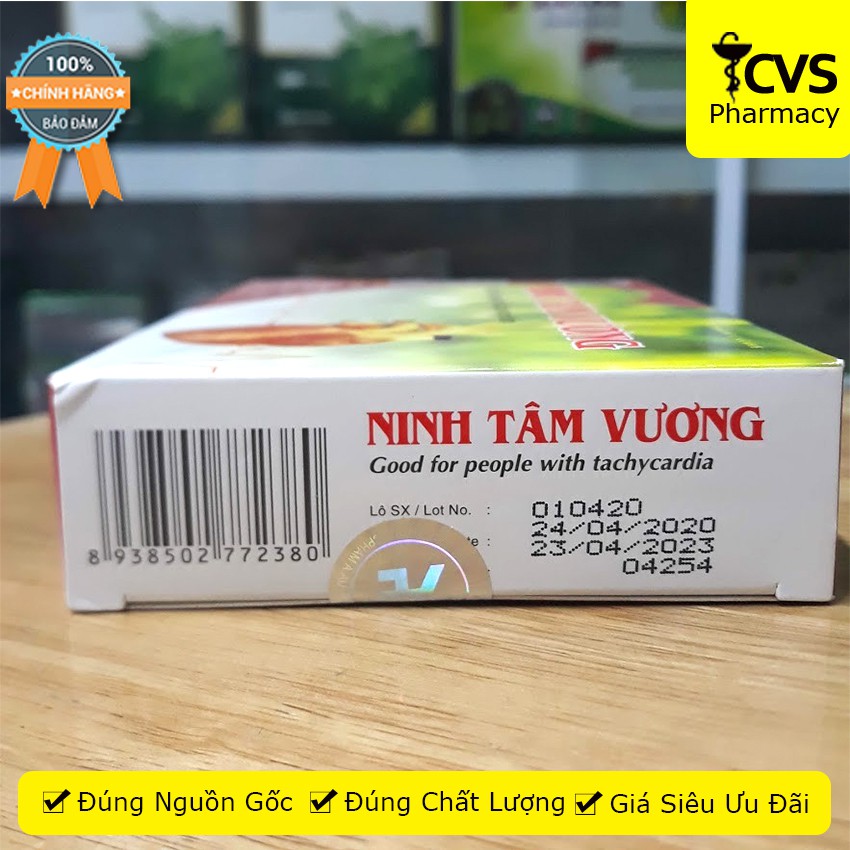 100%
CHÍNH HÃNG
BẢO ĐẢM
CVS
Pharmacy
NINH TÂM VƯƠNG
Good for people with tachycardia
Lô SX / Lot No. : 010420
24/04/2020
: 23/04/2023
04254
8 938502 772380
Đúng Nguồn Gốc Đúng Chất Lượng Giá Siêu Ưu Đãi